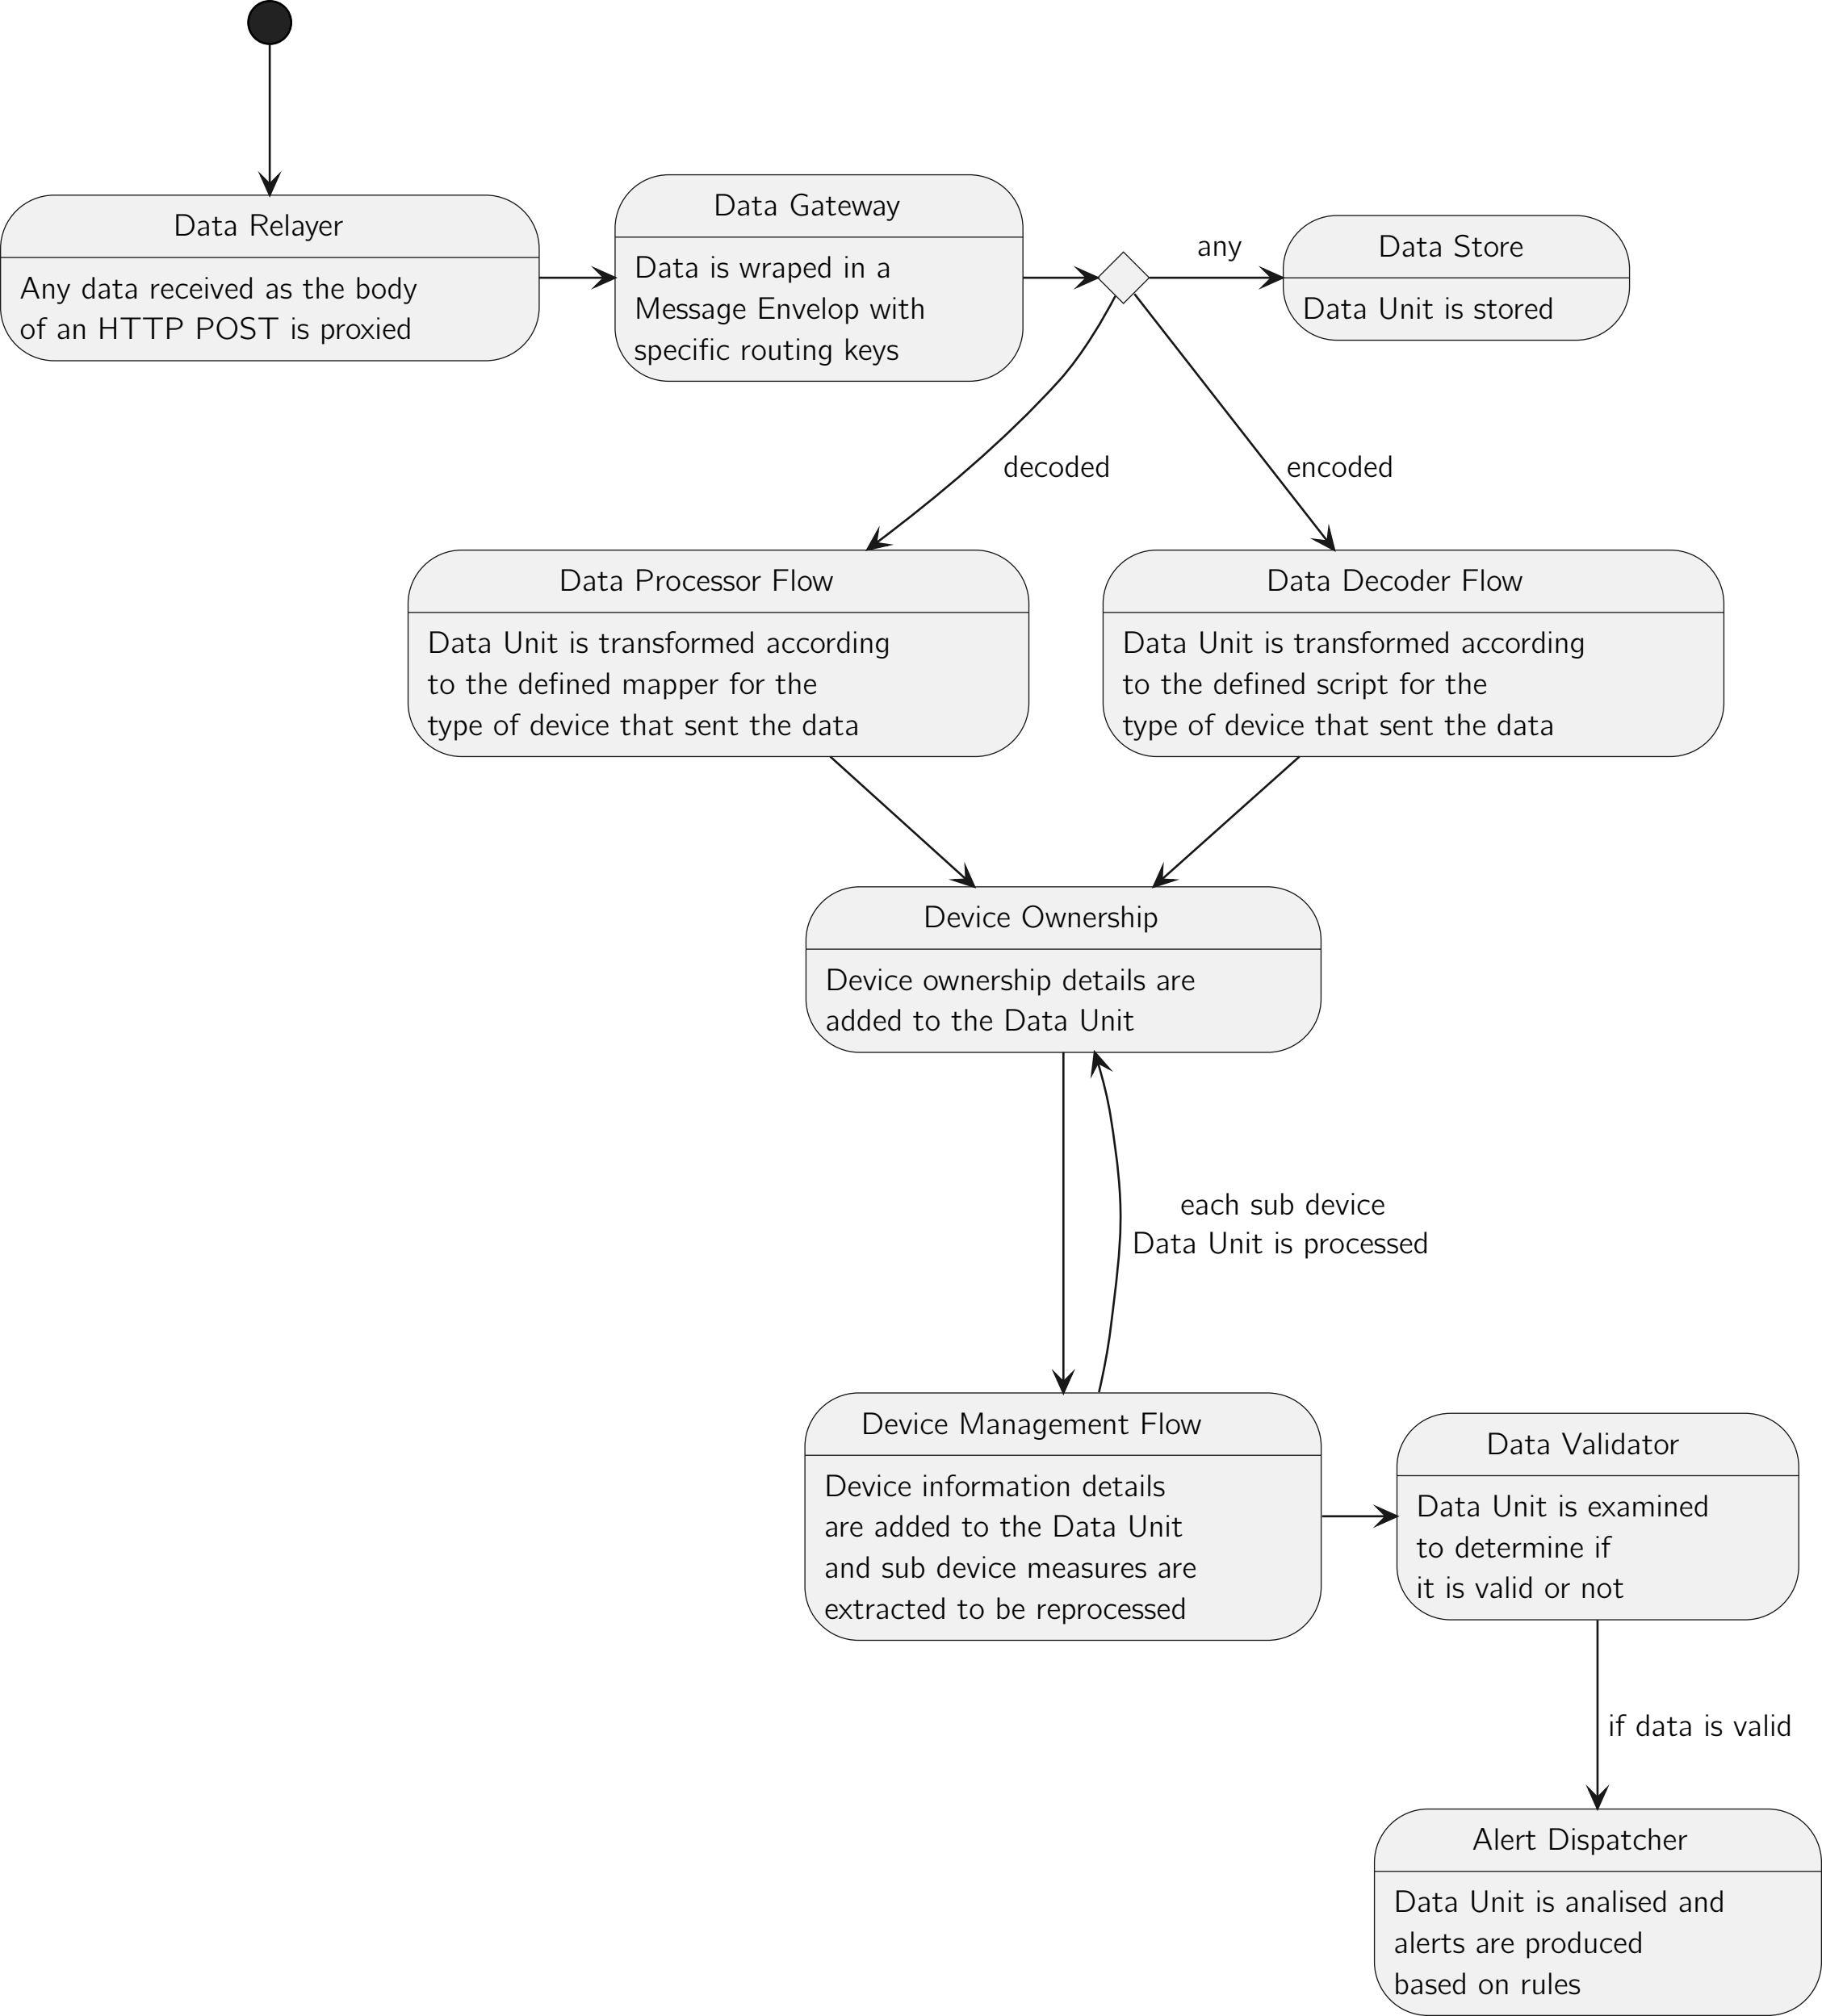 Data Relayer
Any data received as the body
of an HTTP POST is proxied
Data Gateway
Data is wraped in a
Message Envelop with
specific routing keys
any
Data Store
Data Unit is stored
decoded
encoded
Data Processor Flow
Data Unit is transformed according
to the defined mapper for the
type of device that sent the data
Data Decoder Flow
Data Unit is transformed according
to the defined script for the
type of device that sent the data
Device Ownership
Device ownership details are
added to the Data Unit
each sub device
Data Unit is processed
Device Management Flow
Device information details
are added to the Data Unit
and sub device measures are
extracted to be reprocessed
Data Validator
Data Unit is examined
to determine if
it is valid or not
if data is valid
Alert Dispatcher
Data Unit is analised and
alerts are produced
based on rules